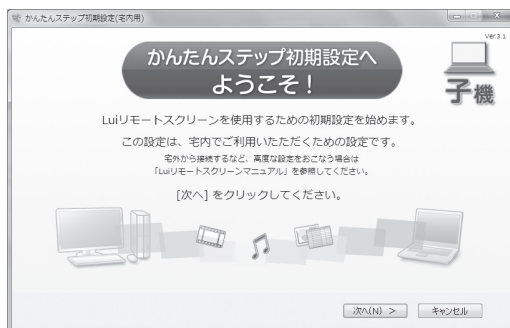 かんたんステップ初期設定(宅内用)
Ver.3.1
かんたんステップ初期設定へ
ようこそ！
子機
Luiリモートスクリーンを使用するための初期設定を始めます。
この設定は、宅内でご利用いたただくための設定です。
宅外から接続するなど、高度な設定をおこなう場合は
「Luiリモートスクリーンマニュアル」を参照してください。
[次へ] をクリックしてください。
次へ(N) >
キャンセル